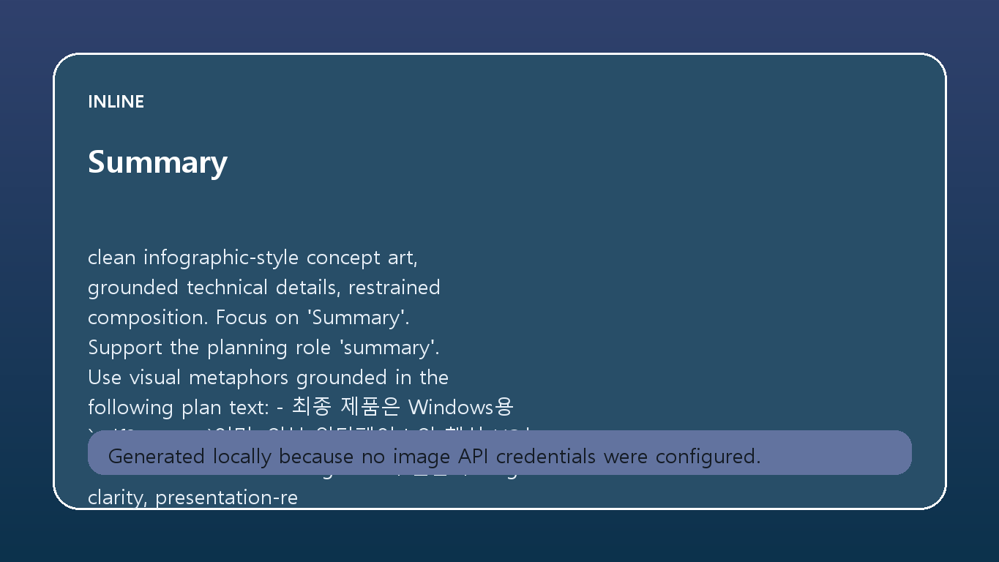 INLINE
Summary
clean infographic-style concept art,
grounded technical details, restrained
composition. Focus on 'Summary'.
Support the planning role 'summary'.
Use visual metaphors grounded in the
following plan text: - 최종 제품은 Windows용
Generated locally because no image API credentials were configured.
clarity, presentation-re